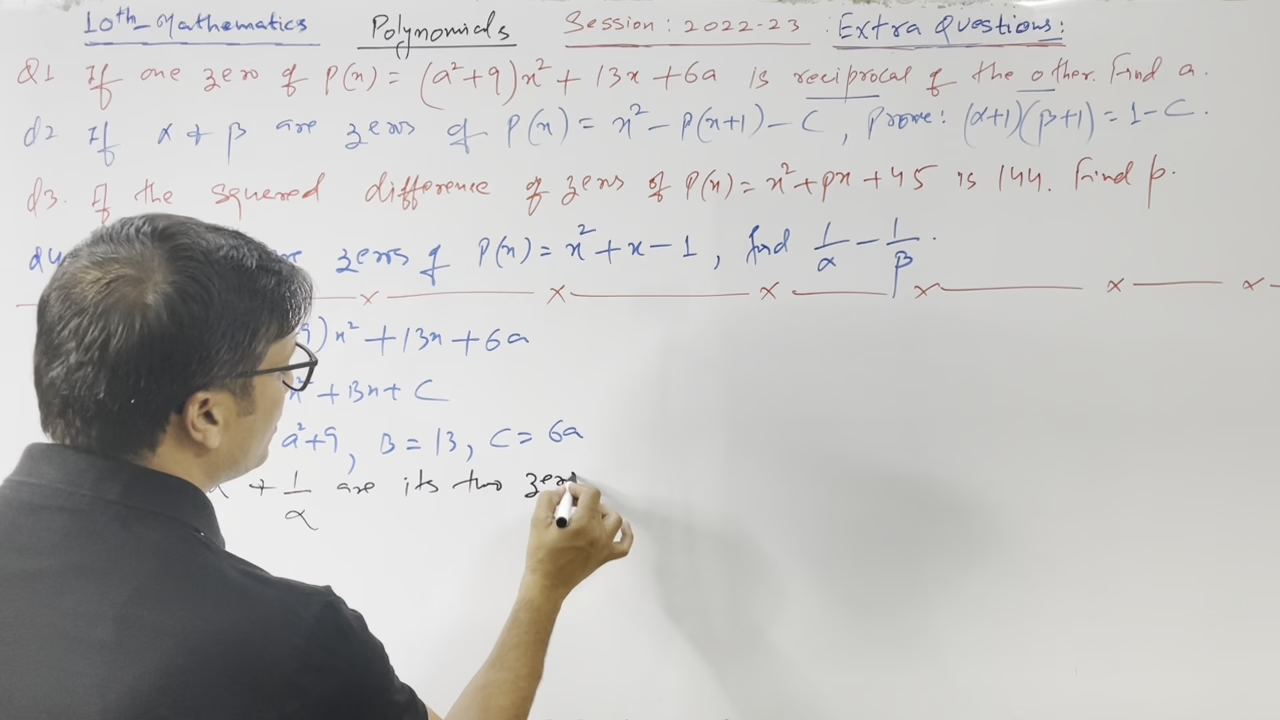 10th Mathematics Polynomials Session: 2022-23 Extra Questions:
Q1 If one zero of P(x) = (a²+9)x² + 13x + 6a is reciprocal of the other. Find a.
Q2 If α + β are zeros of P(x) = x² - P(x+1) - C, Prove: (α+1)(β+1) = 1 - C.
Q3. If the squared difference of zeros of P(x) = x² + px + 45 is 144. Find p.
Q4 zeros of P(x) = x² + x - 1, find 1/α - 1/β.
9)x² + 13x + 6a
x² + Bx + C
a²+9, B = 13, C = 6a
α + 1/α are its two zeros